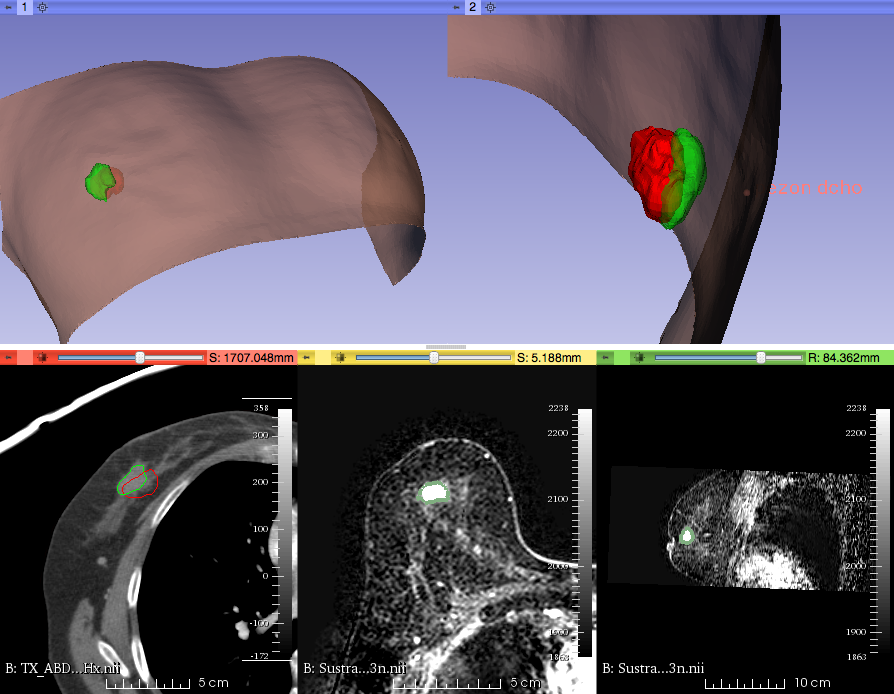 1
2
azon doho
S: 1707.048mm
S: 5.188mm
R: 84.362mm
358
300
200
100
0
-100
-172
B: TX_ABD...Hx.nii
5 cm
2238
2200
2100
2000
1900
1863
B: Sustra...3n.nii
5 cm
2238
2200
2100
2000
1900
1863
B: Sustra...3n.nii
10 cm